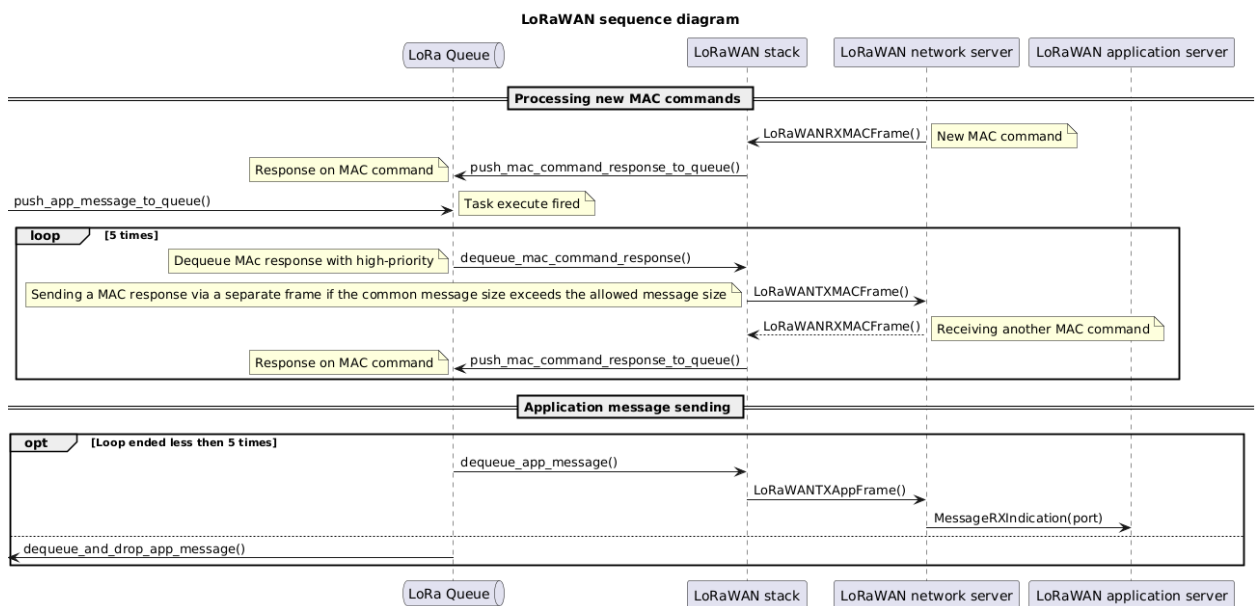 LoRaWAN sequence diagram
LoRa Queue
LoRaWAN stack
LoRaWAN network server
LoRaWAN application server
Processing new MAC commands
LoRaWANRXMACFrame()
New MAC command
Response on MAC command
push_mac_command_response_to_queue()
push_app_message_to_queue()
Task execute fired
loop
[5 times]
Dequeue MAc response with high-priority
dequeue_mac_command_response()
Sending a MAC response via a separate frame if the common message size exceeds the allowed message size
LoRaWANTXMACFrame()
LoRaWANRXMACFrame()
Receiving another MAC command
Response on MAC command
push_mac_command_response_to_queue()
Application message sending
opt
[Loop ended less then 5 times]
dequeue_app_message()
LoRaWANTXAppFrame()
MessageRXIndication(port)
dequeue_and_drop_app_message()
LoRa Queue
LoRaWAN stack
LoRaWAN network server
LoRaWAN application server